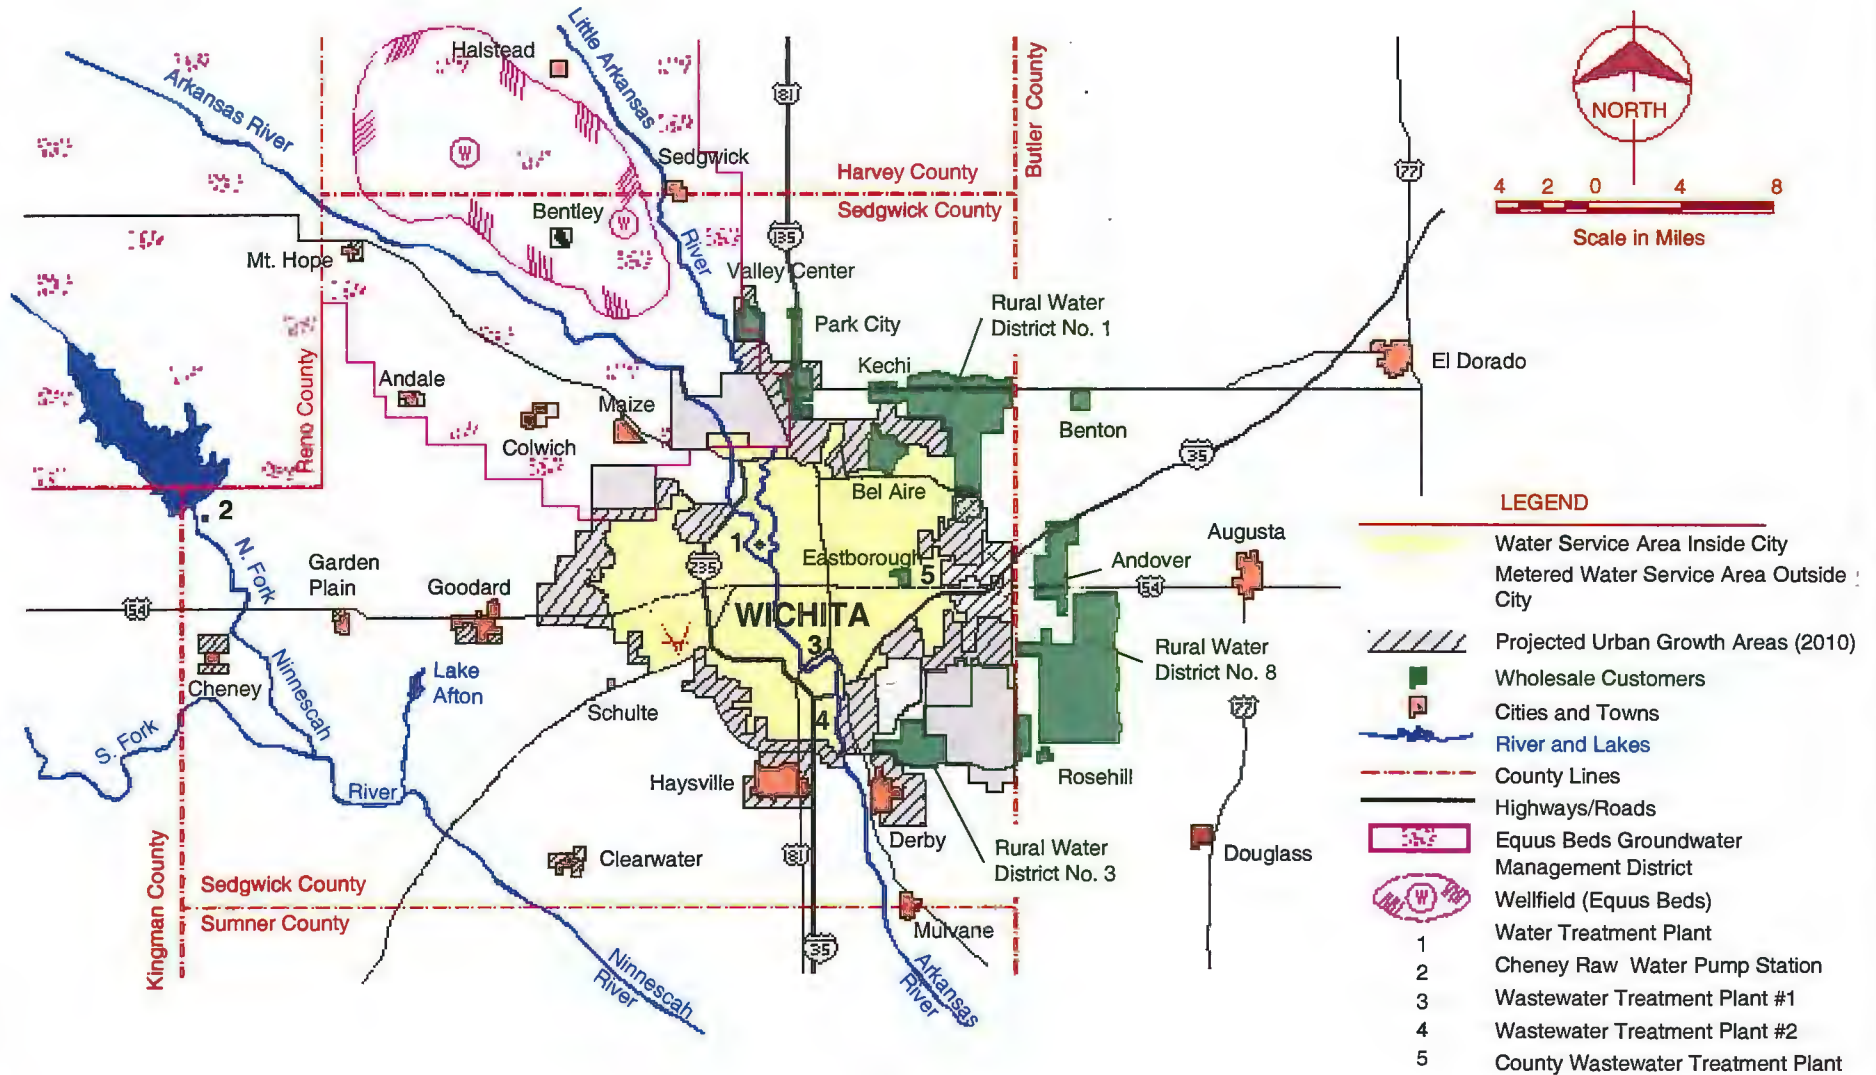 Halstead
Little Arkansas
River
Arkansas River
81
Butler County
NORTH
77
4 2 0 4 8
Scale in Miles
Sedgwick
Harvey County
Sedgwick County
W
Bentley
W
135
Mt. Hope
Valley Center
Park City
Rural Water
District No. 1
Kechi
El Dorado
Reno County
Andale
Maize
Colwich
Benton
35
Bel Aire
2
N. Fork
Ninnescah
1
235
Eastborough
5
Andover
Augusta
54
Garden
Plain
Goodard
54
WICHITA
3
Rural Water
District No. 8
Cheney
Lake
Afton
S. Fork
Schulte
4
77
River
Haysville
Rosehill
Derby
Rural Water
District No. 3
81
Clearwater
Douglass
Kingman County
Sedgwick County
Sumner County
Mulvane
35
Ninnescah
River
Arkansas
River
LEGEND
Water Service Area Inside City
Metered Water Service Area Outside
City
Projected Urban Growth Areas (2010)
Wholesale Customers
Cities and Towns
River and Lakes
County Lines
Highways/Roads
Equus Beds Groundwater
Management District
W Wellfield (Equus Beds)
1 Water Treatment Plant
2 Cheney Raw Water Pump Station
3 Wastewater Treatment Plant #1
4 Wastewater Treatment Plant #2
5 County Wastewater Treatment Plant